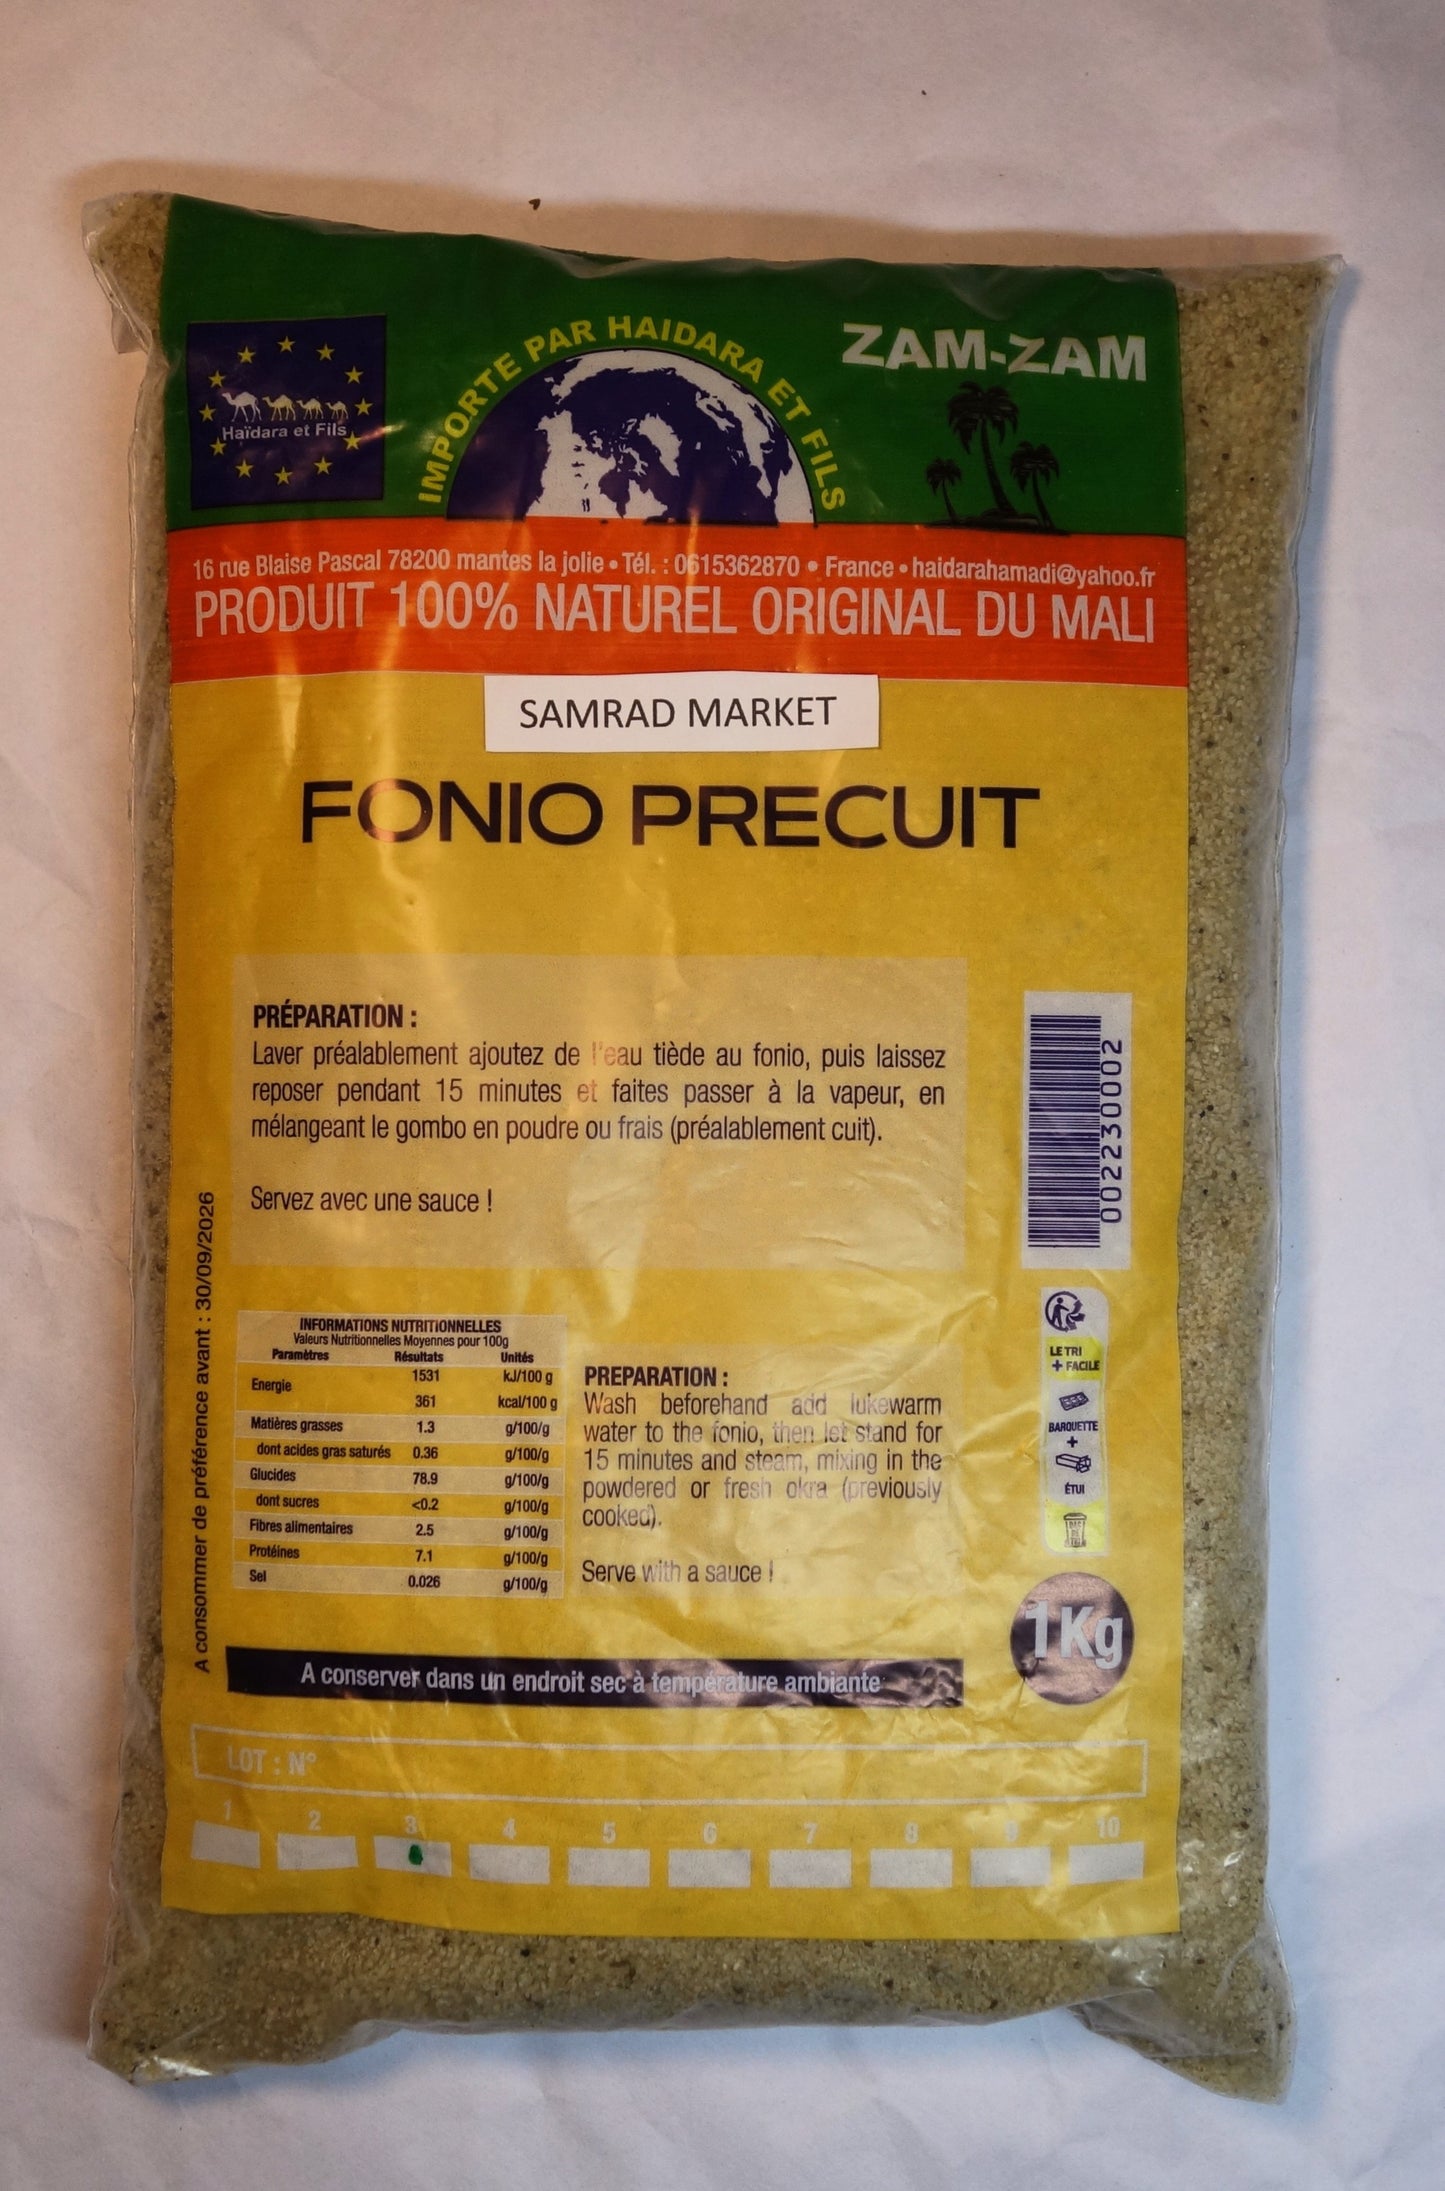 Haïdara et Fils
IMPORTE PAR HAIDARA ET FILS
ZAM-ZAM
16 rue Blaise Pascal 78200 mantes la jolie • Tél. : 0615362870 • France • haidarahamadi@yahoo.fr
PRODUIT 100% NATUREL ORIGINAL DU MALI
SAMRAD MARKET
FONIO PRECUIT
PRÉPARATION :
Laver préalablement ajoutez de l'eau tiède au fonio, puis laissez
reposer pendant 15 minutes et faites passer à la vapeur, en
mélangeant le gombo en poudre ou frais (préalablement cuit).
Servez avec une sauce !
002230002
A consommer de préférence avant : 30/09/2026
INFORMATIONS NUTRITIONNELLES
Valeurs Nutritionnelles Moyennes pour 100g
Paramètres Résultats Unités
Energie 1531 kJ/100 g
361 kcal/100 g
Matières grasses 1.3 g/100/g
dont acides gras saturés 0.36 g/100/g
Glucides 78.9 g/100/g
dont sucres <0.2 g/100/g
Fibres alimentaires 2.5 g/100/g
Protéines 7.1 g/100/g
Sel 0.026 g/100/g
PREPARATION :
Wash beforehand add lukewarm
water to the fonio, then let stand for
15 minutes and steam, mixing in the
powdered or fresh okra (previously
cooked).
Serve with a sauce !
LE TRI
+ FACILE
BARQUETTE
+
ÉTUI
BAC
DE
TRI
1Kg
A conserver dans un endroit sec à température ambiante
LOT : N°
1 2 3 4 5 6 7 8 9 10